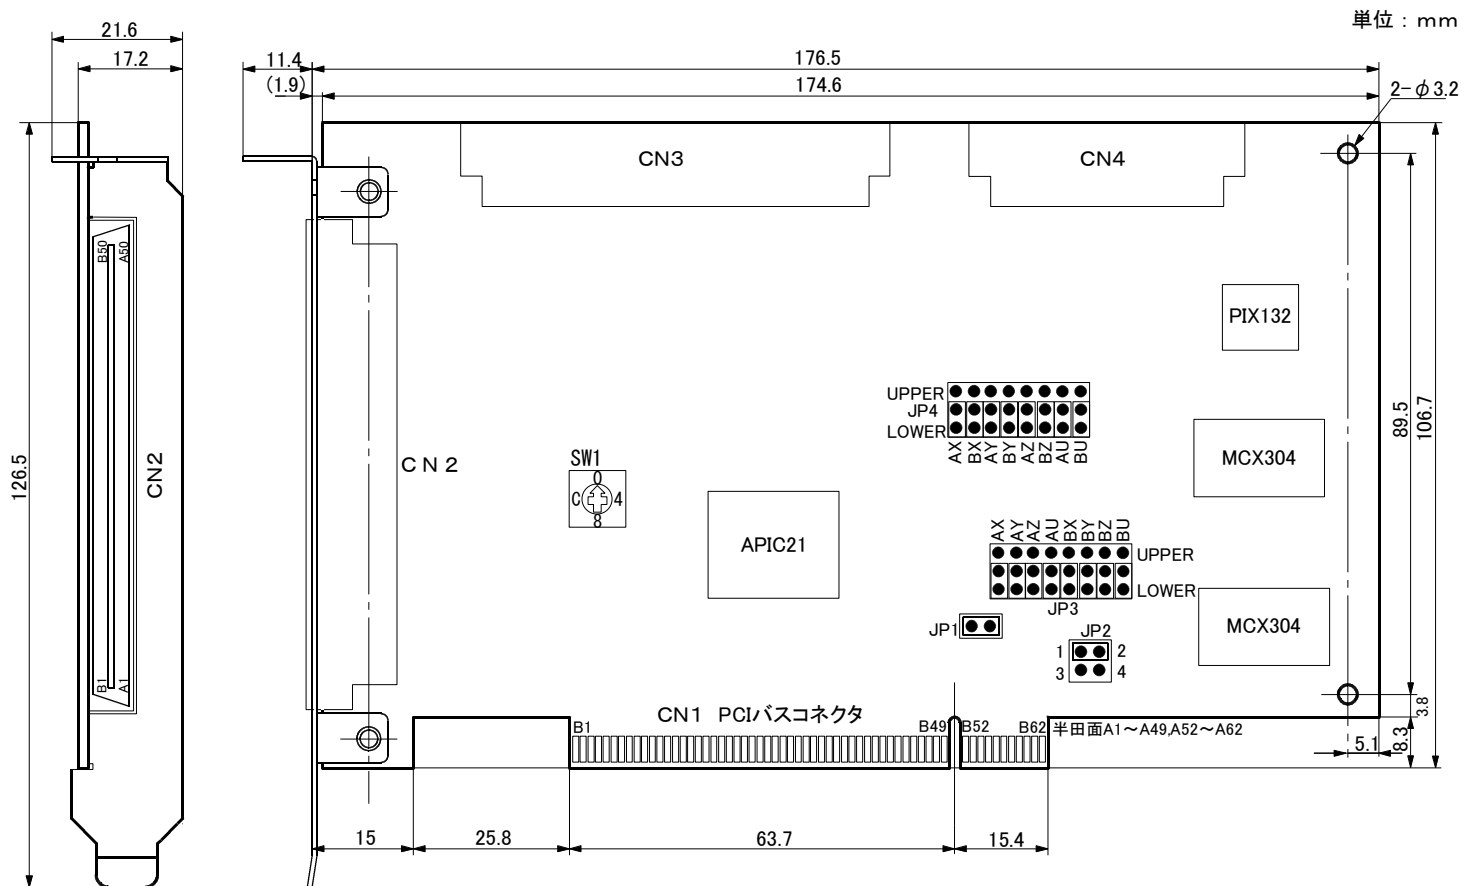 単位：mm
21.6
17.2
11.4
176.5
(1.9)
174.6
2-φ3.2
CN3
CN4
B50
A50
PIX132
UPPER
JP4
LOWER
AX BX AY BY AZ BZ AU BU
89.5
106.7
126.5
CN2
CN2
SW1
0
C
4
8
MCX304
APIC21
AX AY AZ AU BX BY BZ BU
UPPER
LOWER
JP3
JP1
JP2
1
2
3
4
MCX304
B1
A1
CN1 PCIバスコネクタ
B1
B49
B52
B62
半田面A1～A49,A52～A62
3.8
5.1
8.3
15
25.8
63.7
15.4